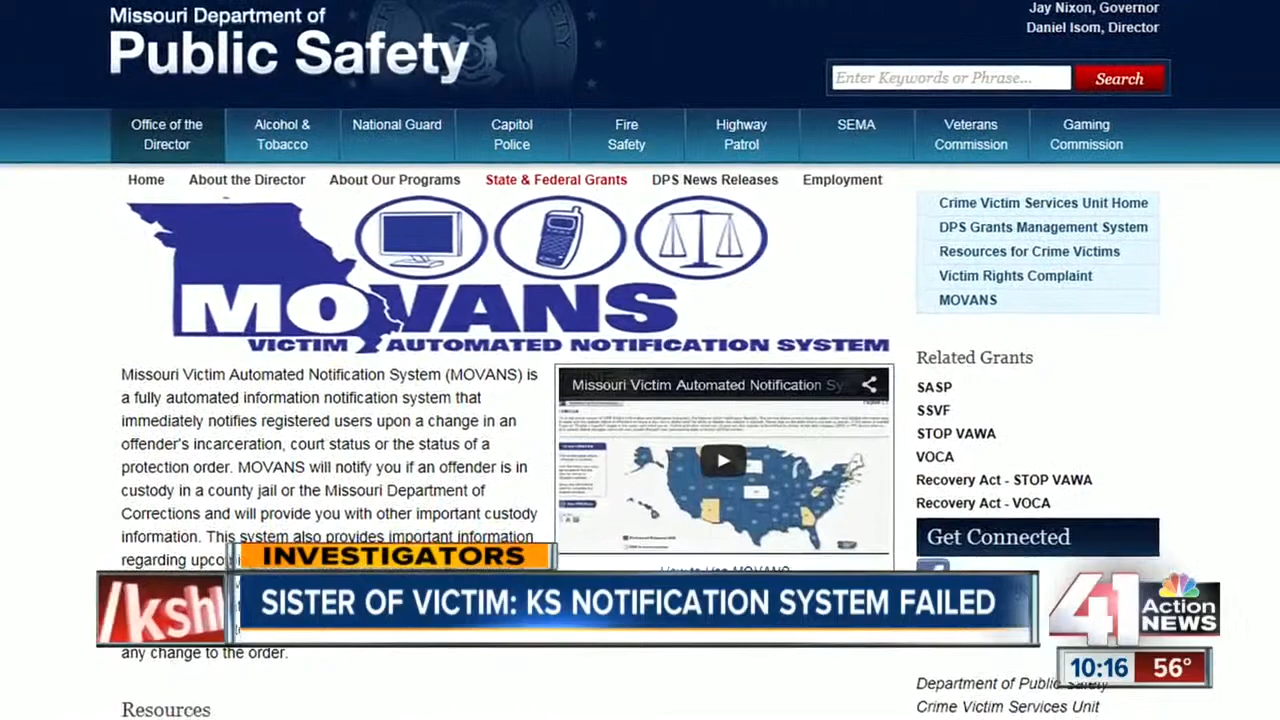 Missouri Department of
Public Safety
Jay Nixon, Governor
Daniel Isom, Director
Enter Keywords or Phrase...
Search
Office of the
Director
Alcohol &
Tobacco
National Guard
Capitol
Police
Fire
Safety
Highway
Patrol
SEMA
Veterans
Commission
Gaming
Commission
Home
About the Director
About Our Programs
State & Federal Grants
DPS News Releases
Employment
MOVANS
VICTIM AUTOMATED NOTIFICATION SYSTEM
Missouri Victim Automated Notification System (MOVANS) is
a fully automated information notification system that
immediately notifies registered users upon a change in an
offender's incarceration, court status or the status of a
protection order. MOVANS will notify you if an offender is in
custody in a county jail or the Missouri Department of
Corrections and will provide you with other important custody
information. This system also provides important information
regarding
any change to the order.
Resources
Missouri Victim Automated Notification Sy
Crime Victim Services Unit Home
DPS Grants Management System
Resources for Crime Victims
Victim Rights Complaint
MOVANS
Related Grants
SASP
SSVF
STOP VAWA
VOCA
Recovery Act - STOP VAWA
Recovery Act - VOCA
Get Connected
Department of Public Safety
Crime Victim Services Unit
INVESTIGATORS
/ksh
SISTER OF VICTIM: KS NOTIFICATION SYSTEM FAILED
41
Action
NEWS
10:16 56°